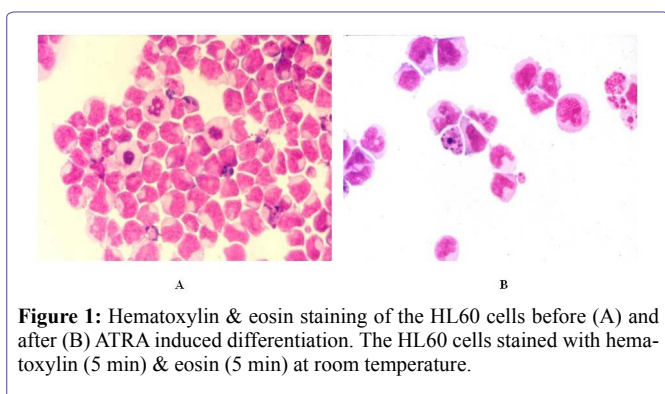 A B
Figure 1: Hematoxylin & eosin staining of the HL60 cells before (A) and
after (B) ATRA induced differentiation. The HL60 cells stained with hema-
toxylin (5 min) & eosin (5 min) at room temperature.